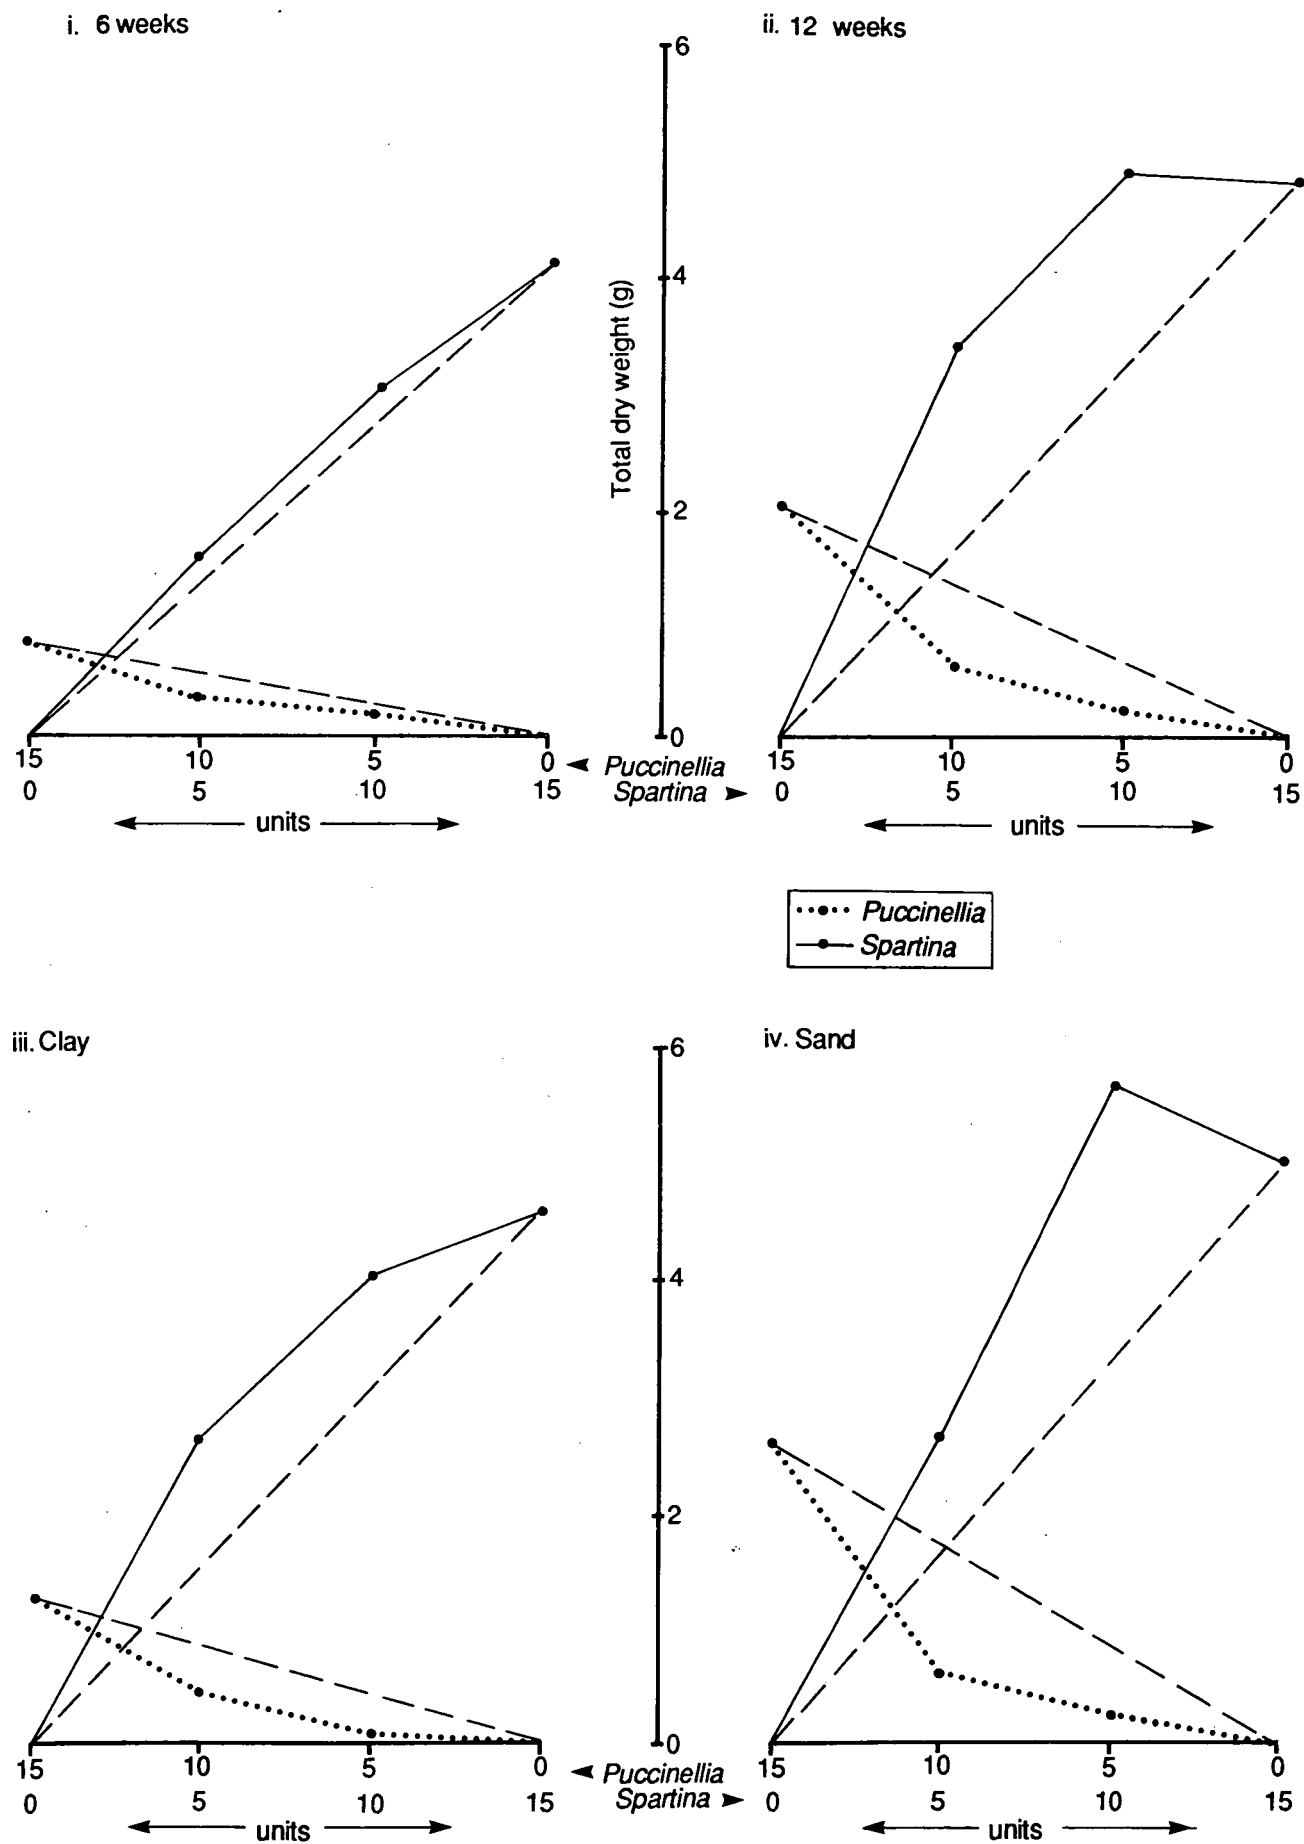 i. 6 weeks
ii. 12 weeks
6
4
Total dry weight (g)
2
0
15 10 5 0
0 5 10 15
units
Puccinellia
Spartina
15 10 5 0
0 5 10 15
units
Puccinellia
Spartina
iii. Clay
iv. Sand
6
4
2
0
15 10 5 0
0 5 10 15
units
Puccinellia
Spartina
15 10 5 0
0 5 10 15
units